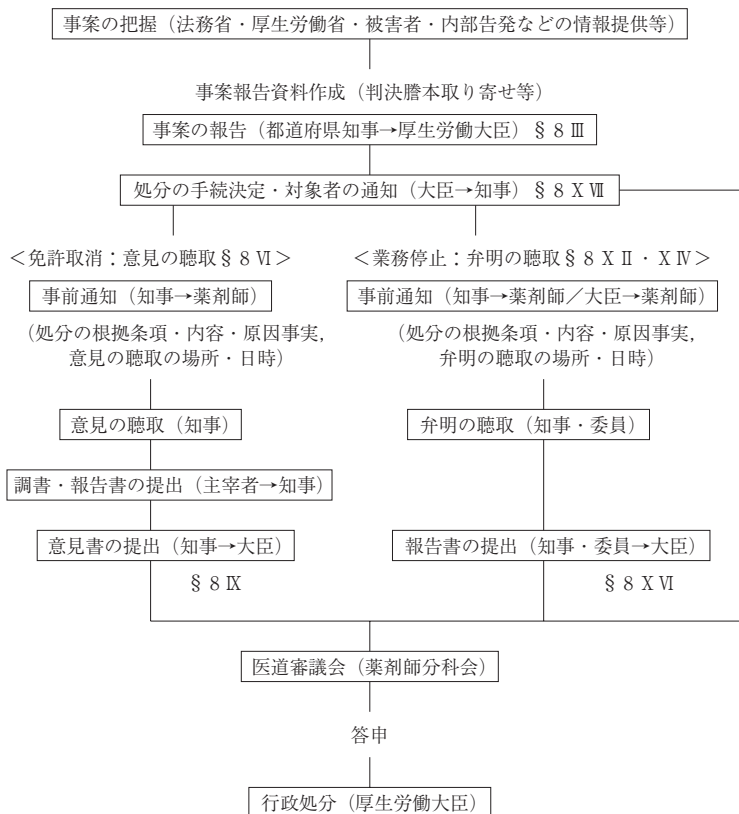 事案の把握（法務省・厚生労働省・被害者・内部告発などの情報提供等）
事案報告資料作成（判決謄本取り寄せ等）
事案の報告（都道府県知事→厚生労働大臣）§８Ⅲ
処分の手続決定・対象者の通知（大臣→知事）§８ⅩⅦ
＜免許取消：意見の聴取§８Ⅵ＞
事前通知（知事→薬剤師）
（処分の根拠条項・内容・原因事実，
意見の聴取の場所・日時）
意見の聴取（知事）
調書・報告書の提出（主宰者→知事）
意見書の提出（知事→大臣）
§８Ⅸ
＜業務停止：弁明の聴取§８ⅩⅡ・ⅩⅣ＞
事前通知（知事→薬剤師／大臣→薬剤師）
（処分の根拠条項・内容・原因事実，
弁明の聴取の場所・日時）
弁明の聴取（知事・委員）
報告書の提出（知事・委員→大臣）
§８ⅩⅥ
医道審議会（薬剤師分科会）
答申
行政処分（厚生労働大臣）